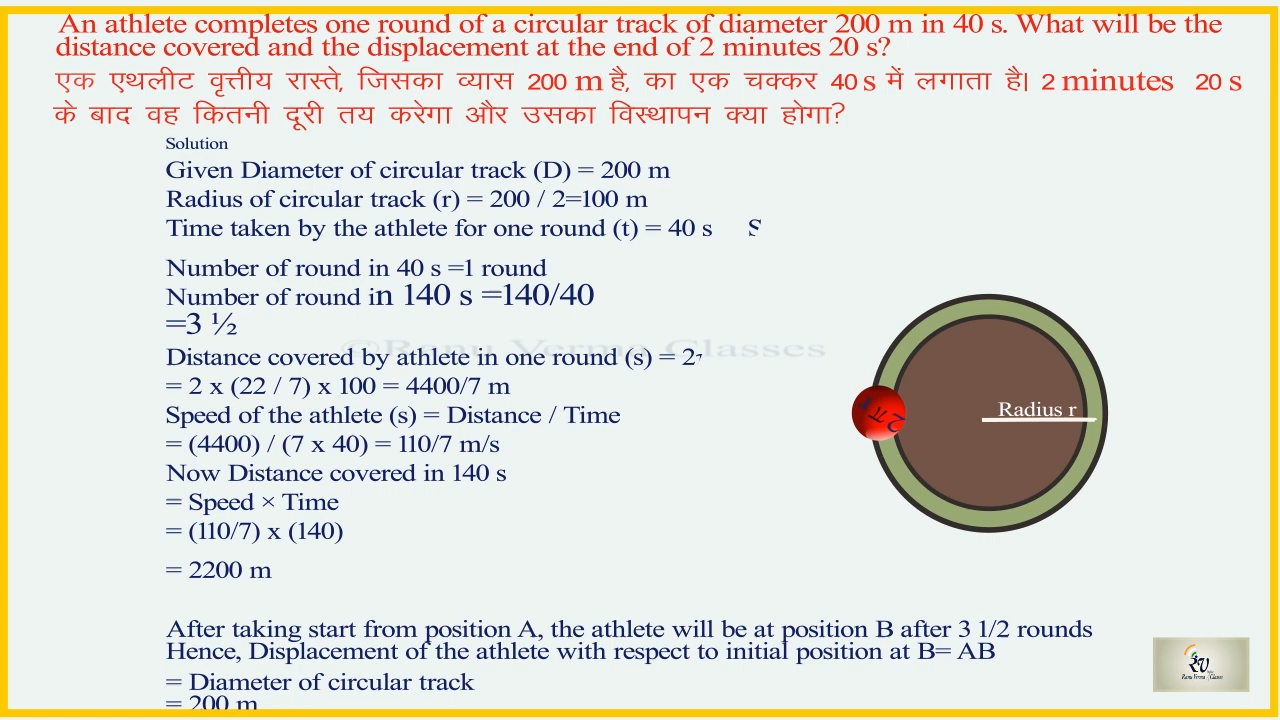 An athlete completes one round of a circular track of diameter 200 m in 40 s. What will be the
distance covered and the displacement at the end of 2 minutes 20 s?
एक एथलीट वृत्तीय रास्ते, जिसका व्यास 200 m है, का एक चक्कर 40 s में लगाता है। 2 minutes 20 s
के बाद वह कितनी दूरी तय करेगा और उसका विस्थापन क्या होगा?
Solution
Given Diameter of circular track (D) = 200 m
Radius of circular track (r) = 200 / 2=100 m
Time taken by the athlete for one round (t) = 40 s S
Number of round in 40 s =1 round
Number of round in 140 s =140/40
=3 ½
©Ranu Verma Classes
Distance covered by athlete in one round (s) = 2
= 2 x (22 / 7) x 100 = 4400/7 m
Speed of the athlete (s) = Distance / Time
= (4400) / (7 x 40) = 110/7 m/s
Now Distance covered in 140 s
= Speed × Time
= (110/7) x (140)
= 2200 m
2π
Radius r
After taking start from position A, the athlete will be at position B after 3 1/2 rounds
Hence, Displacement of the athlete with respect to initial position at B= AB
= Diameter of circular track
= 200 m
Ranu Verma Classes